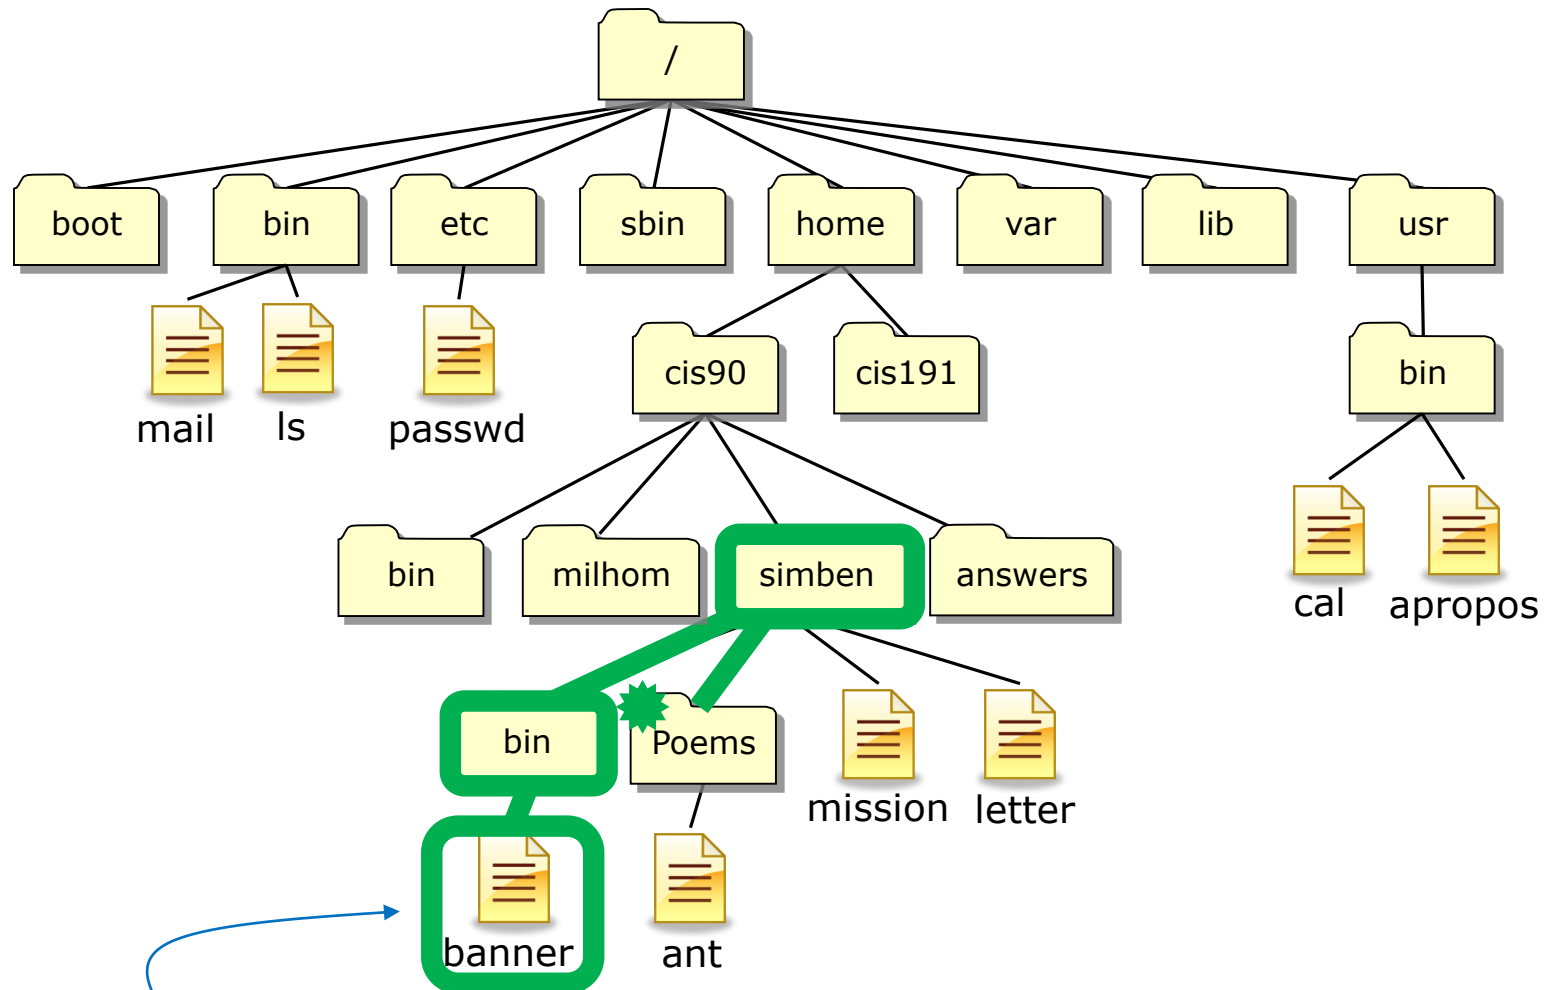 /
boot bin etc sbin home var lib usr
cis90 cis191 bin
mail ls passwd
bin milhom simben answers
cal apropos
bin Poems
mission letter
banner ant